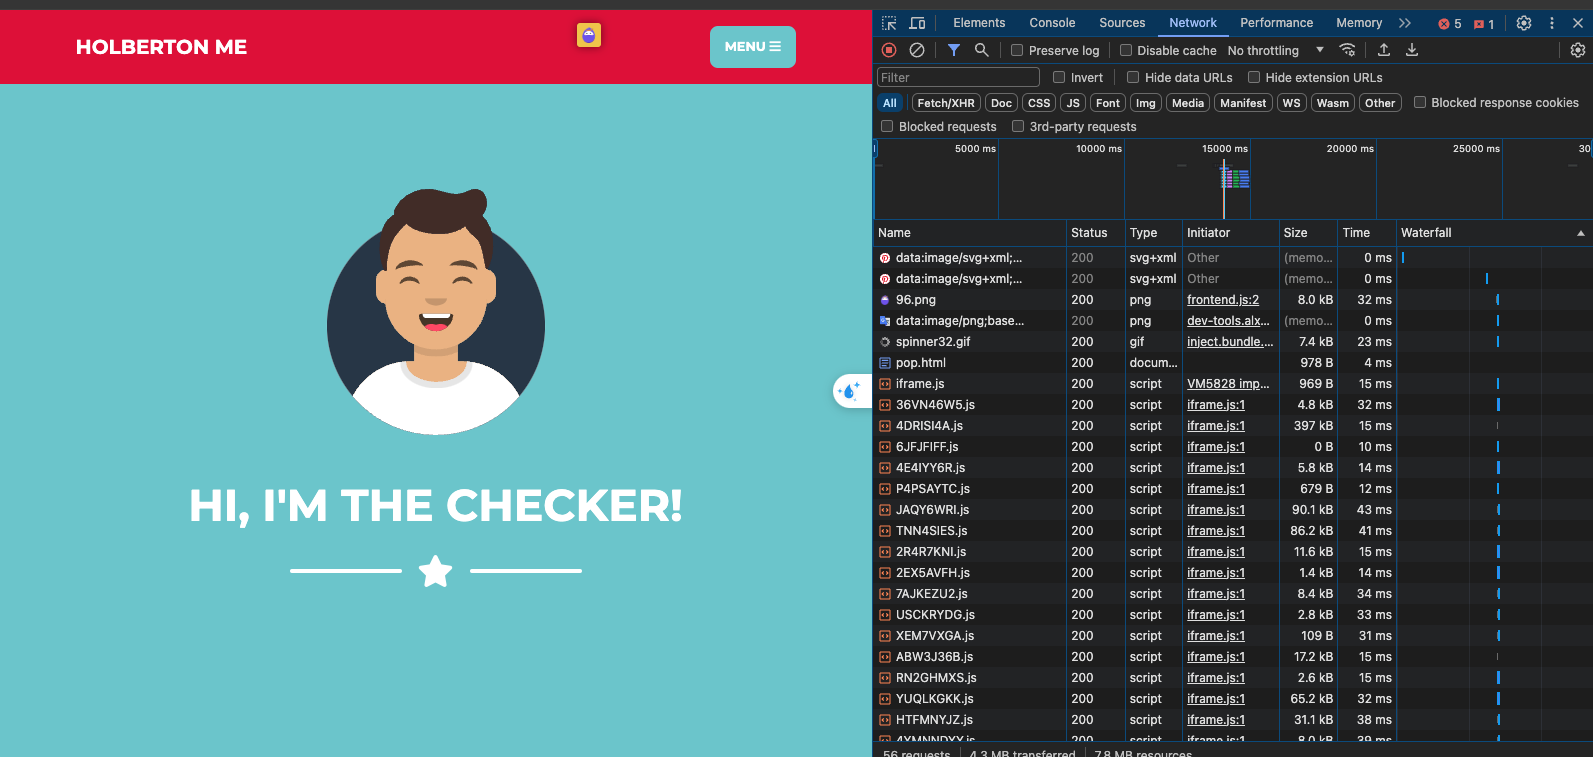 HOLBERTON ME
MENU
HI, I'M THE CHECKER!
Elements Console Sources Network Performance Memory 5 1
Preserve log Disable cache No throttling
Filter Invert Hide data URLs Hide extension URLs
All Fetch/XHR Doc CSS JS Font Img Media Manifest WS Wasm Other Blocked response cookies
Blocked requests 3rd-party requests
5000 ms 10000 ms 15000 ms 20000 ms 25000 ms 30
Name Status Type Initiator Size Time Waterfall
data:image/svg+xml;... 200 svg+xml Other (memo... 0 ms
data:image/svg+xml;... 200 svg+xml Other (memo... 0 ms
96.png 200 png frontend.js:2 8.0 kB 32 ms
data:image/png;base... 200 png dev-tools.alx... (memo... 0 ms
spinner32.gif 200 gif inject.bundle.... 7.4 kB 23 ms
pop.html 200 docum... 978 B 4 ms
iframe.js 200 script VM5828 imp... 969 B 15 ms
36VN46W5.js 200 script iframe.js:1 4.8 kB 32 ms
4DRISI4A.js 200 script iframe.js:1 397 kB 15 ms
6JFJFIFF.js 200 script iframe.js:1 0 B 10 ms
4E4IYY6R.js 200 script iframe.js:1 5.8 kB 14 ms
P4PSAYTC.js 200 script iframe.js:1 679 B 12 ms
JAQY6WRI.js 200 script iframe.js:1 90.1 kB 43 ms
TNN4SIES.js 200 script iframe.js:1 86.2 kB 41 ms
2R4R7KNI.js 200 script iframe.js:1 11.6 kB 15 ms
2EX5AVFH.js 200 script iframe.js:1 1.4 kB 14 ms
7AJKEZU2.js 200 script iframe.js:1 8.4 kB 34 ms
USCKRYDG.js 200 script iframe.js:1 2.8 kB 33 ms
XEM7VXGA.js 200 script iframe.js:1 109 B 31 ms
ABW3J36B.js 200 script iframe.js:1 17.2 kB 15 ms
RN2GHMXS.js 200 script iframe.js:1 2.6 kB 15 ms
YUQLKGKK.js 200 script iframe.js:1 65.2 kB 32 ms
HTFMNYJZ.js 200 script iframe.js:1 31.1 kB 38 ms
200 script iframe.js:1 8.0 kB 39 ms
56 requests 4.3 MB transferred 7.8 MB resources